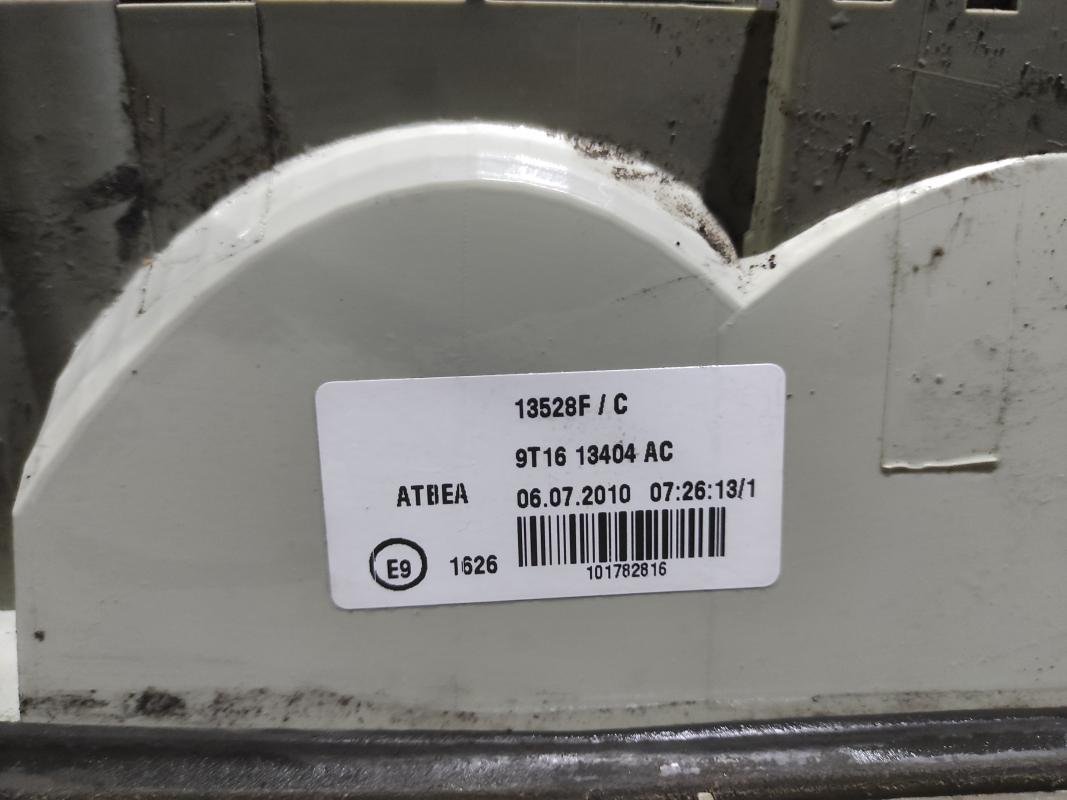 13528F / C
9T16 13404 AC
ATBEA 06.07.2010 07:26:13/1
E9 1626
101782816